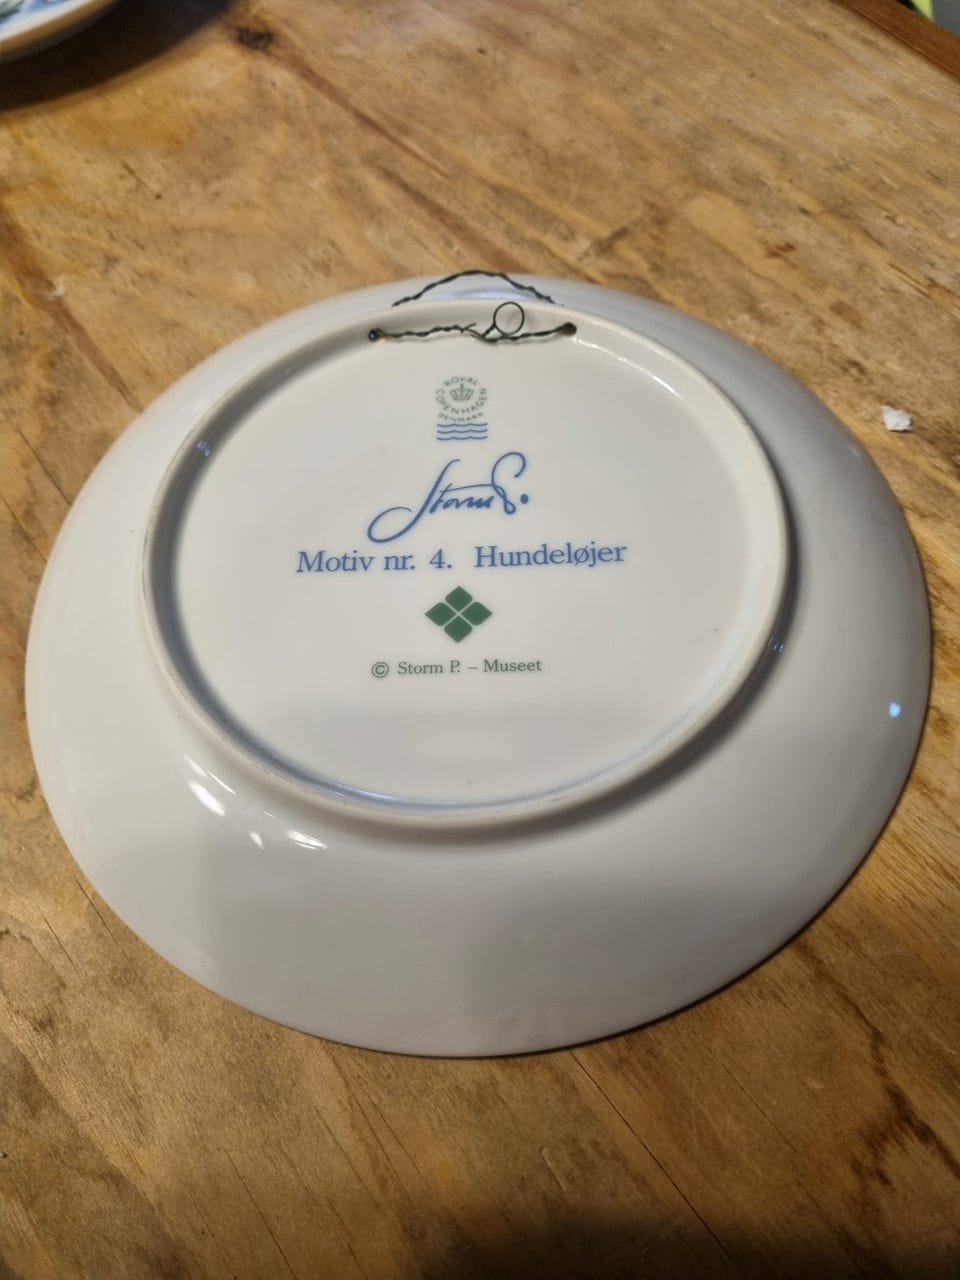 ROYAL
COPENHAGEN
DENMARK
Storm P.
Motiv nr. 4. Hundeløjer
© Storm P. – Museet